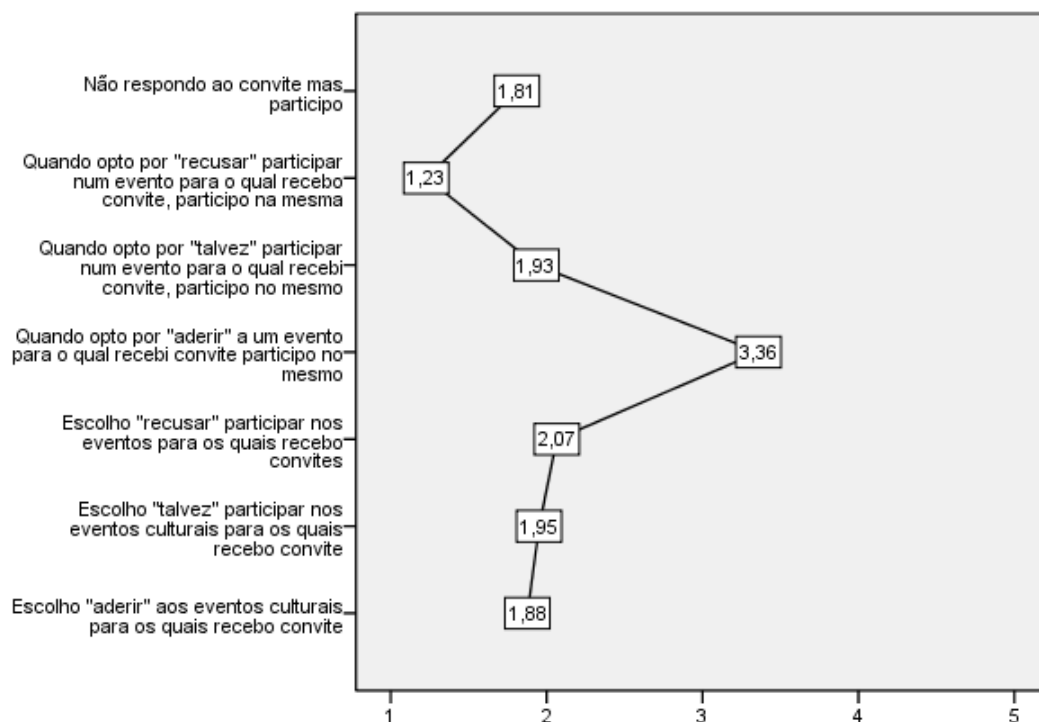 Não respondo ao convite mas
participo
1,81
Quando opto por "recusar" participar
num evento para o qual recebo
convite, participo na mesma
1,23
Quando opto por "talvez" participar
num evento para o qual recebi
convite, participo no mesmo
1,93
Quando opto por "aderir" a um evento
para o qual recebi convite participo no
mesmo
3,36
Escolho "recusar" participar nos
eventos para os quais recebo
convites
2,07
Escolho "talvez" participar nos
eventos culturais para os quais
recebo convite
1,95
Escolho "aderir" aos eventos culturais
para os quais recebo convite
1,88
1 2 3 4 5